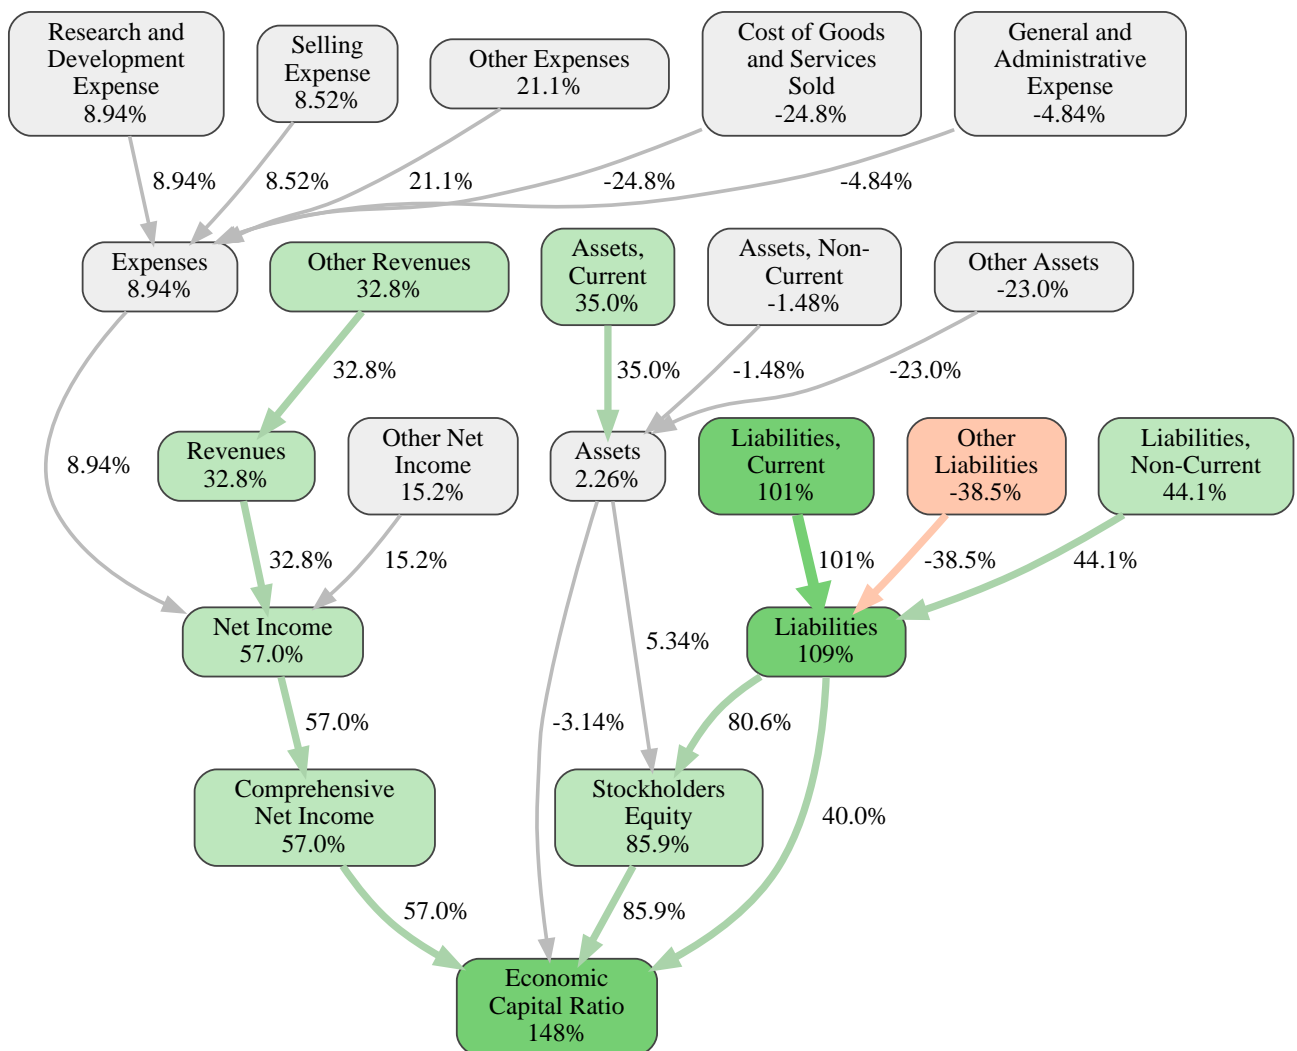 Research and
Development
Expense
8.94%
Selling
Expense
8.52%
Other Expenses
21.1%
Cost of Goods
and Services
Sold
-24.8%
General and
Administrative
Expense
-4.84%
8.94%
8.52%
21.1%
-24.8%
-4.84%
Expenses
8.94%
Other Revenues
32.8%
Assets,
Current
35.0%
Assets, Non-
Current
-1.48%
Other Assets
-23.0%
32.8%
35.0%
-1.48%
-23.0%
8.94%
Revenues
32.8%
Other Net
Income
15.2%
Assets
2.26%
Liabilities,
Current
101%
Other
Liabilities
-38.5%
Liabilities,
Non-Current
44.1%
32.8%
15.2%
101%
-38.5%
44.1%
Net Income
57.0%
5.34%
Liabilities
109%
57.0%
-3.14%
80.6%
Comprehensive
Net Income
57.0%
Stockholders
Equity
85.9%
40.0%
57.0%
85.9%
Economic
Capital Ratio
148%